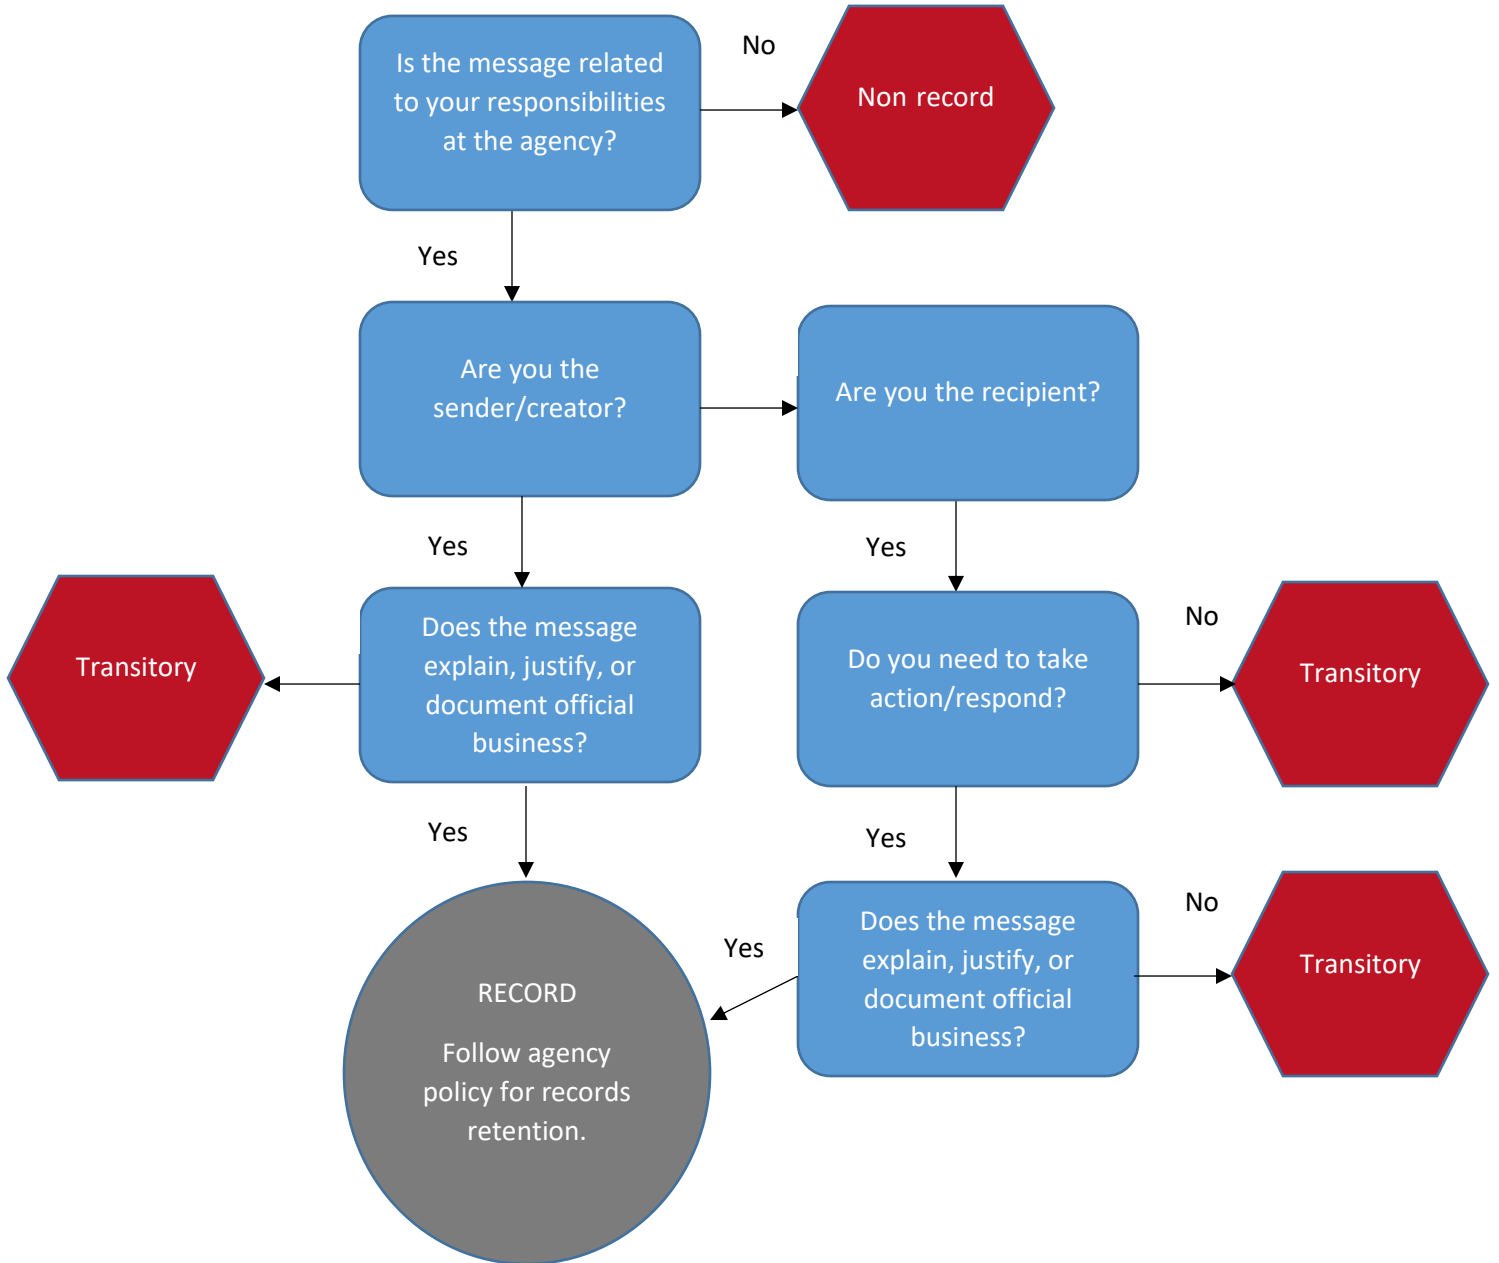 Is the message related
to your responsibilities
at the agency?
No
Non record
Yes
Are you the
sender/creator?
Are you the recipient?
Yes
Yes
Transitory
Does the message
explain, justify, or
document official
business?
Do you need to take
action/respond?
No
Transitory
Yes
Yes
RECORD
Follow agency
policy for records
retention.
Yes
Does the message
explain, justify, or
document official
business?
No
Transitory